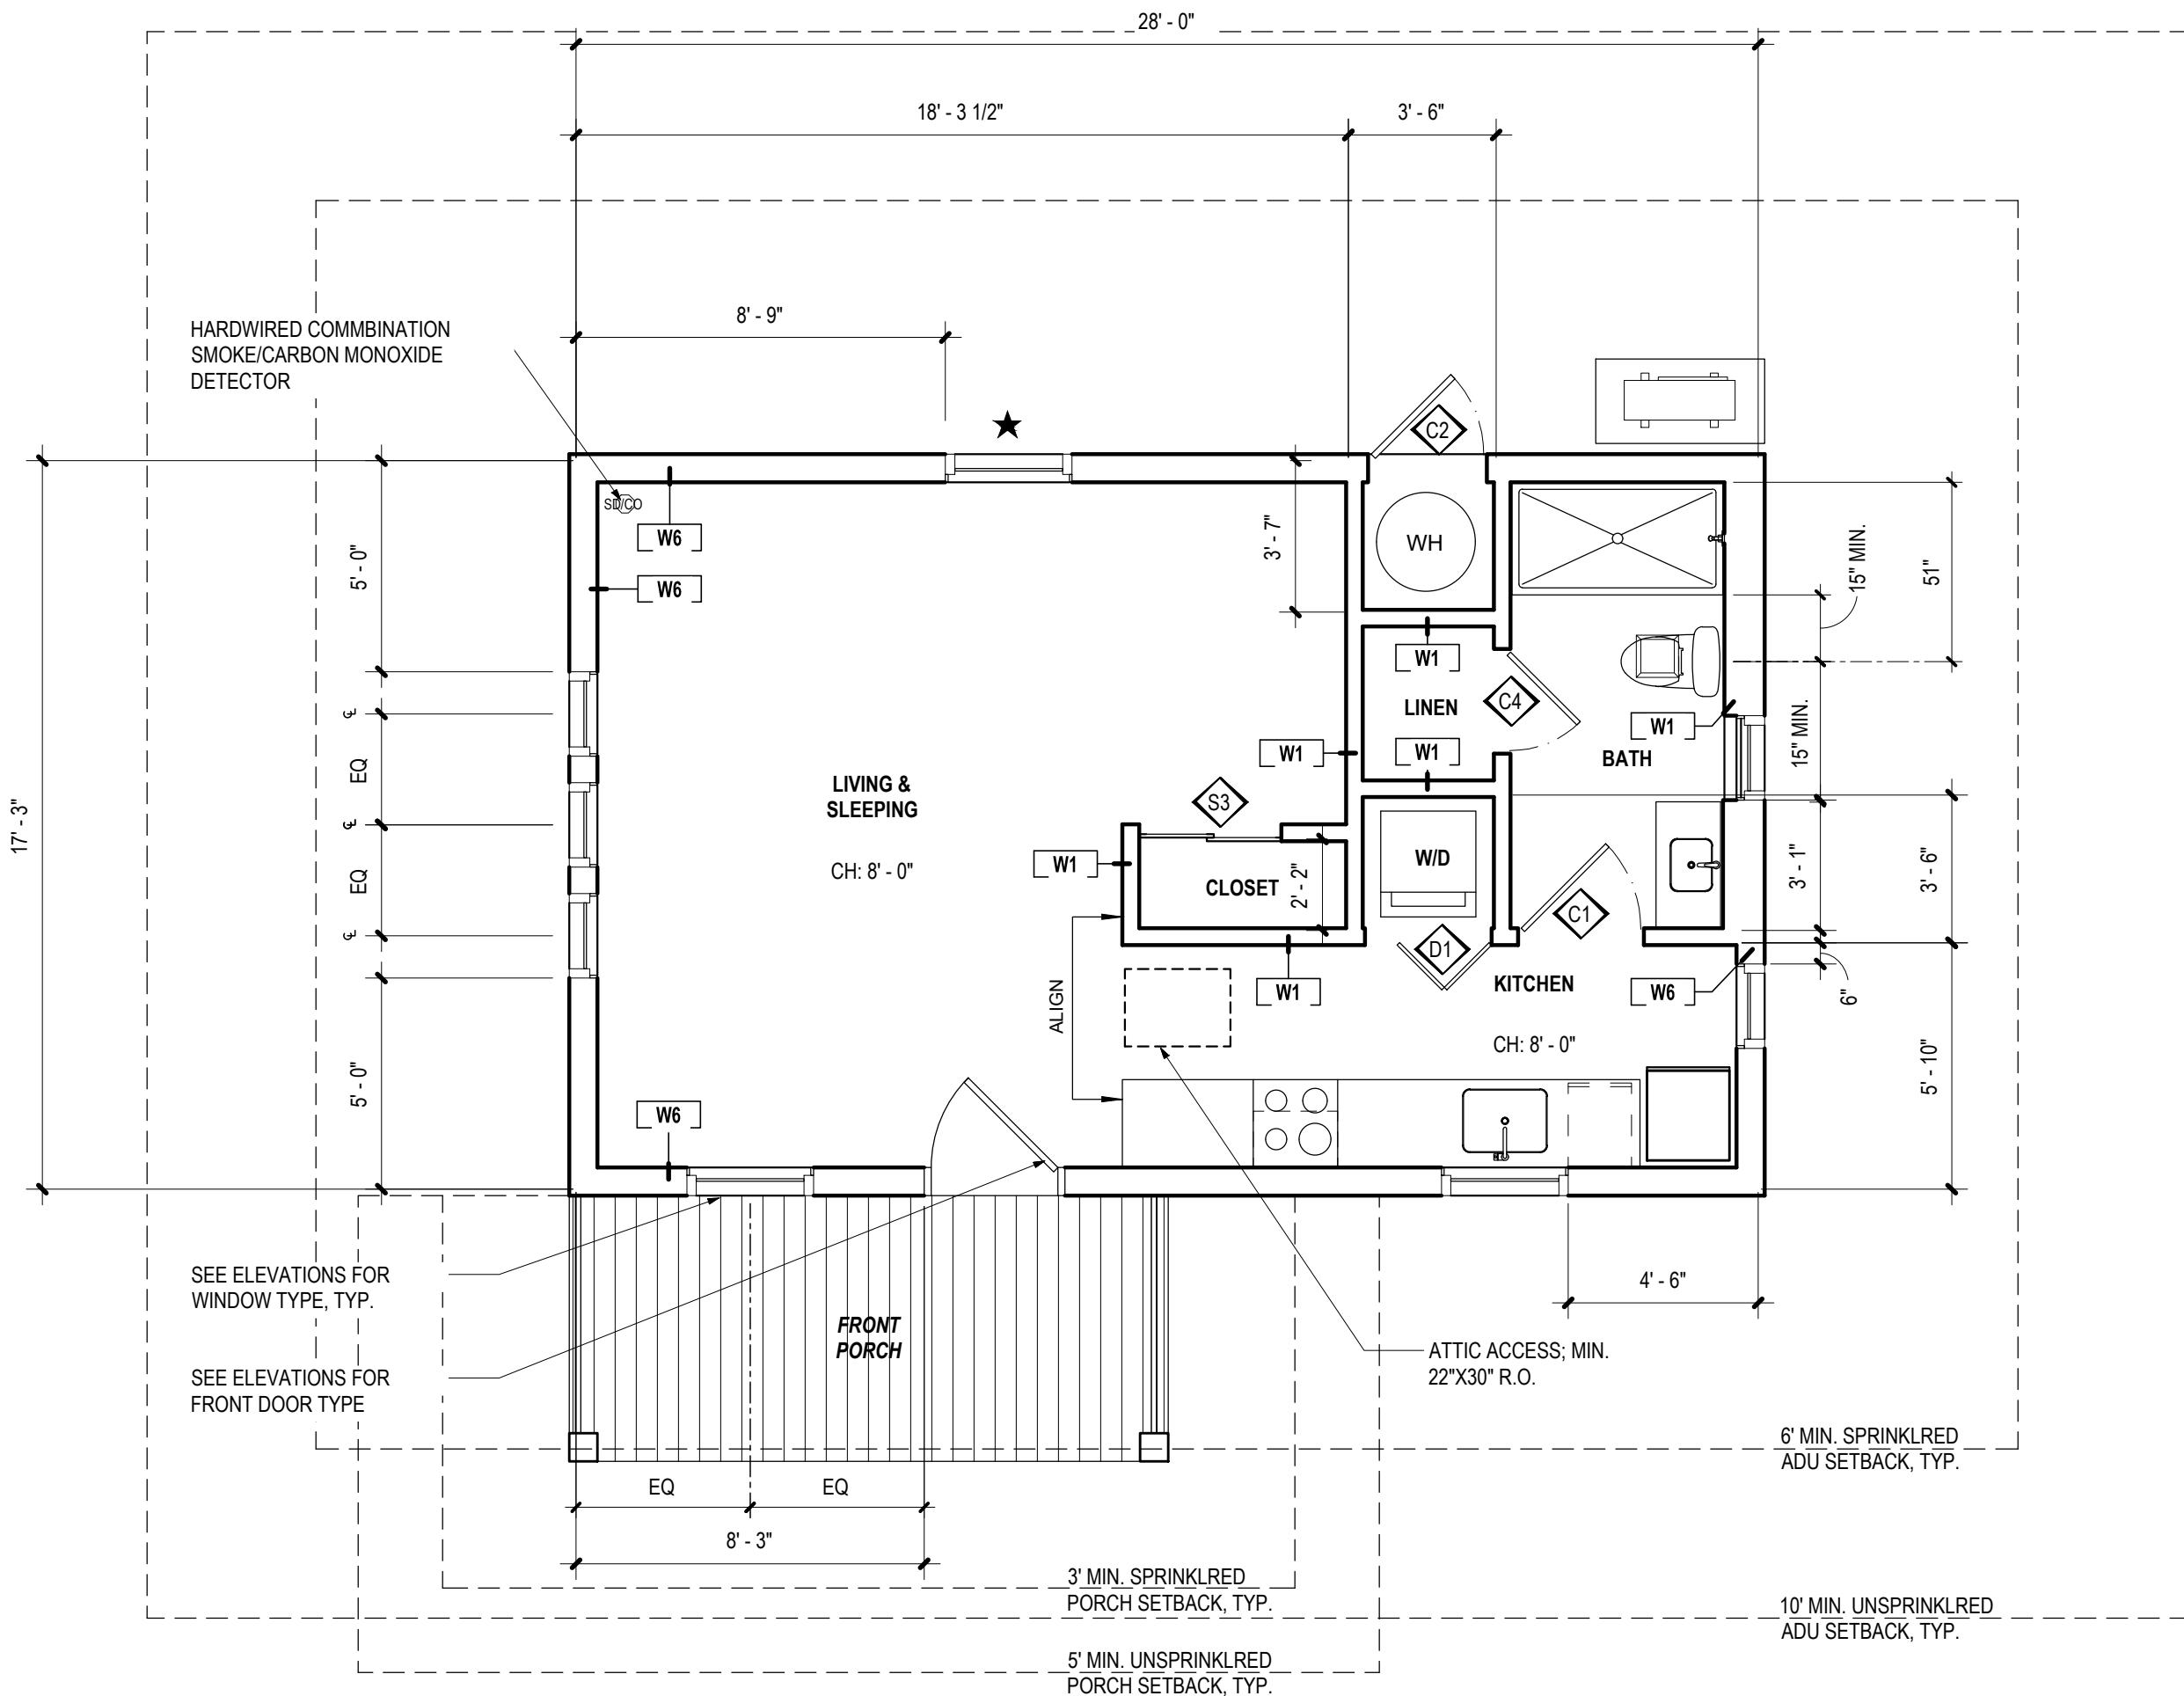 28' - 0"
18' - 3 1/2"
3' - 6"
8' - 9"
HARDWIRED COMMBINATION
SMOKE/CARBON MONOXIDE
DETECTOR
C2
SD/CO
W6
W6
WH
3' - 7"
5' - 0"
15" MIN.
51"
W1
LINEN
C4
W1
15" MIN.
BATH
W1
W1
EQ
EQ
17' - 3"
LIVING &
SLEEPING
CH: 8' - 0"
S3
W1
CLOSET
2' - 2"
W/D
C1
3' - 1"
3' - 6"
D1
W1
KITCHEN
W6
6"
ALIGN
CH: 8' - 0"
5' - 0"
5' - 10"
W6
SEE ELEVATIONS FOR
WINDOW TYPE, TYP.
4' - 6"
FRONT
PORCH
ATTIC ACCESS; MIN.
22"X30" R.O.
SEE ELEVATIONS FOR
FRONT DOOR TYPE
6' MIN. SPRINKLRED
ADU SETBACK, TYP.
EQ
EQ
8' - 3"
3' MIN. SPRINKLRED
PORCH SETBACK, TYP.
10' MIN. UNSPRINKLRED
ADU SETBACK, TYP.
5' MIN. UNSPRINKLRED
PORCH SETBACK, TYP.